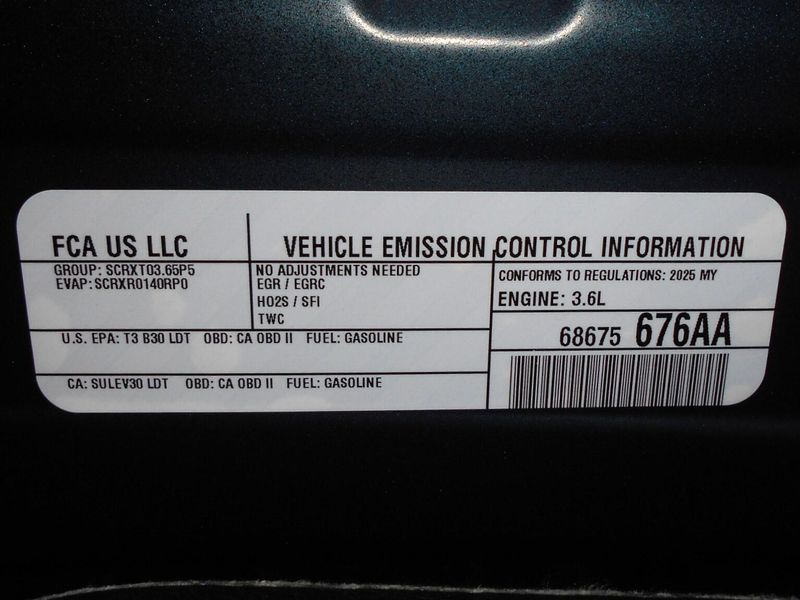 FCA US LLC
VEHICLE EMISSION CONTROL INFORMATION
GROUP: SCRXT03.65P5
EVAP: SCRXR0140RP0
NO ADJUSTMENTS NEEDED
EGR / EGRC
HO2S / SFI
TWC
CONFORMS TO REGULATIONS: 2025 MY
ENGINE: 3.6L
U.S. EPA: T3 B30 LDT OBD: CA OBD II FUEL: GASOLINE
68675 676AA
CA: SULEV30 LDT OBD: CA OBD II FUEL: GASOLINE